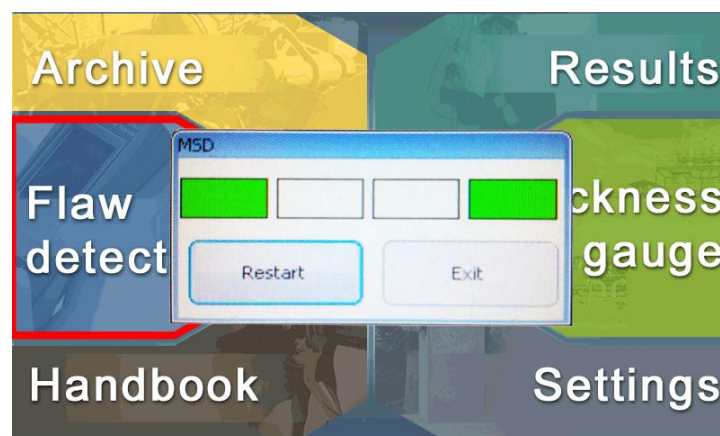 Archive
Results
MSD
Flaw
detect
ckness
gauge
Restart
Exit
Handbook
Settings